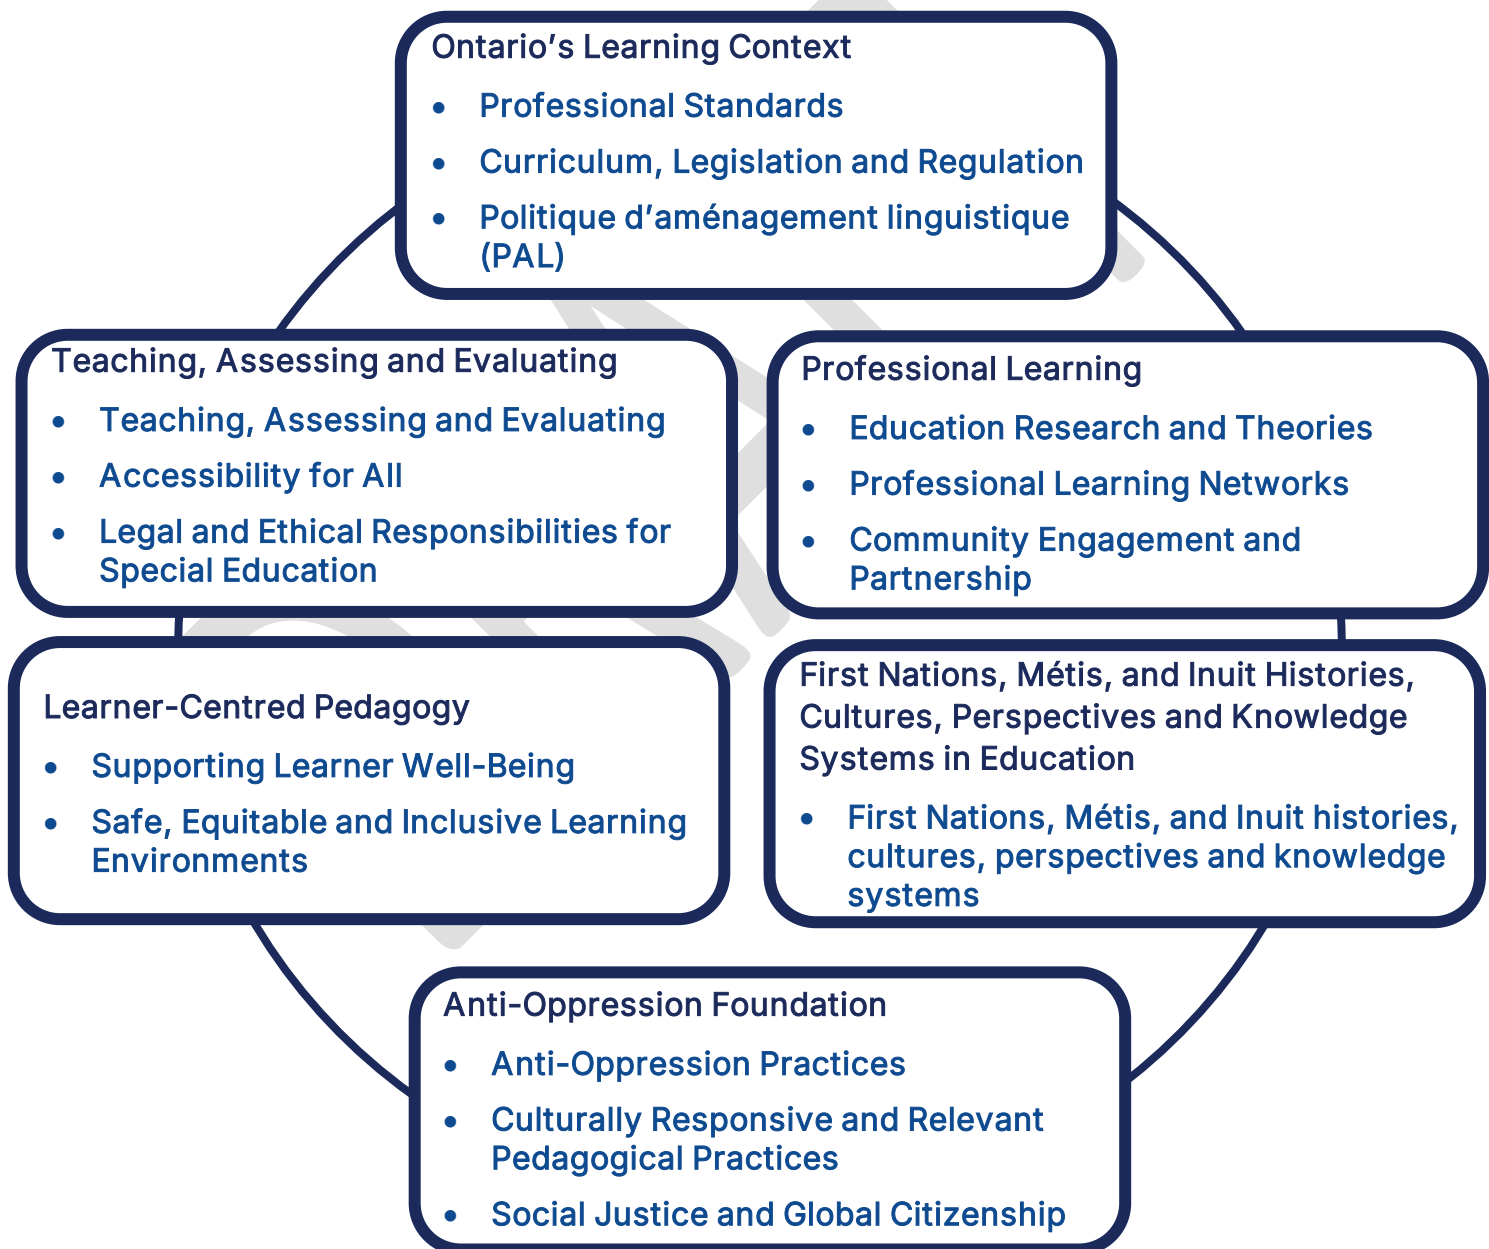 Ontario’s Learning Context
• Professional Standards
• Curriculum, Legislation and Regulation
• Politique d’aménagement linguistique
(PAL)
Teaching, Assessing and Evaluating
• Teaching, Assessing and Evaluating
• Accessibility for All
• Legal and Ethical Responsibilities for
Special Education
Professional Learning
• Education Research and Theories
• Professional Learning Networks
• Community Engagement and
Partnership
Learner-Centred Pedagogy
• Supporting Learner Well-Being
• Safe, Equitable and Inclusive Learning
Environments
First Nations, Métis, and Inuit Histories,
Cultures, Perspectives and Knowledge
Systems in Education
• First Nations, Métis, and Inuit histories,
cultures, perspectives and knowledge
systems
Anti-Oppression Foundation
• Anti-Oppression Practices
• Culturally Responsive and Relevant
Pedagogical Practices
• Social Justice and Global Citizenship